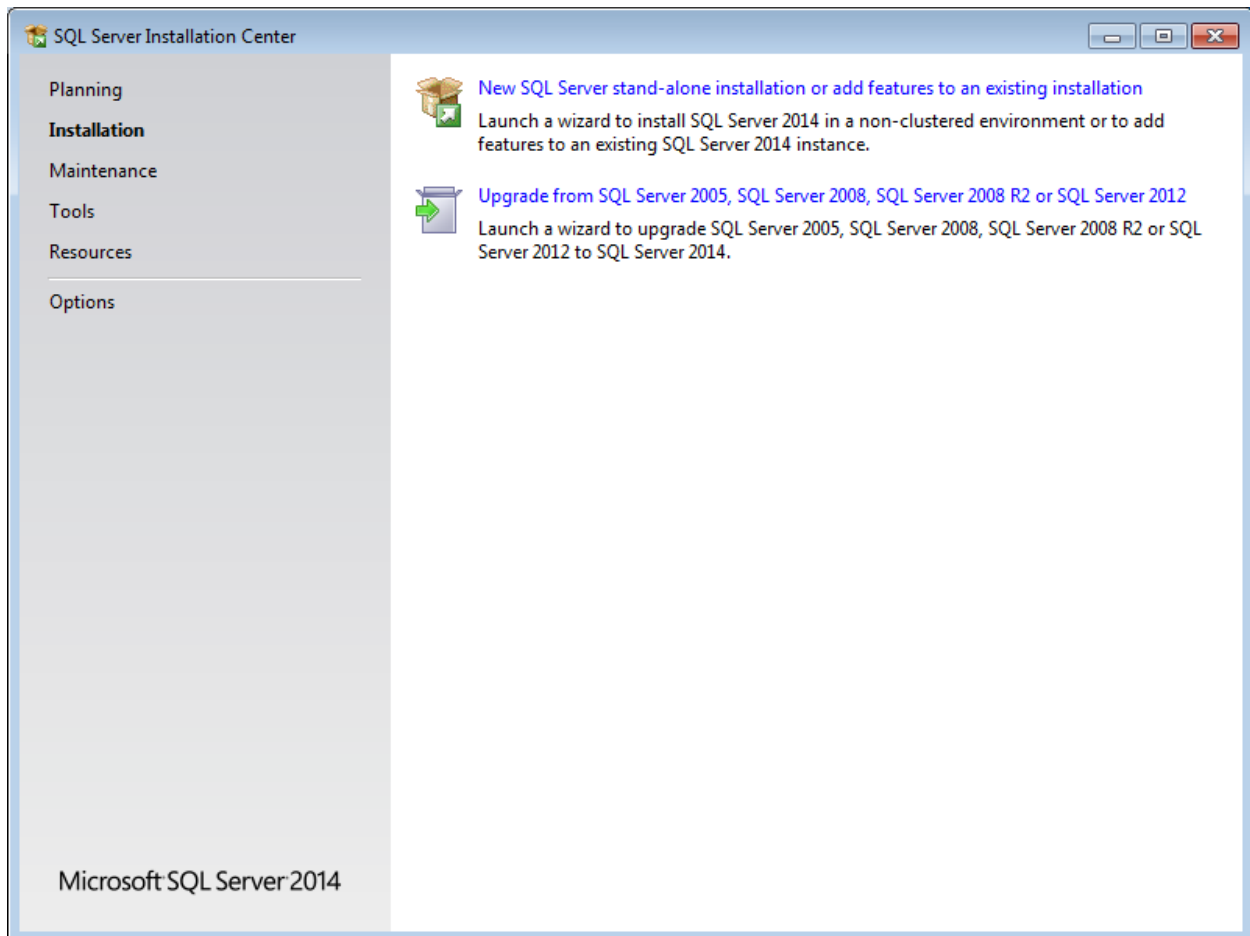 SQL Server Installation Center
Planning
Installation
Maintenance
Tools
Resources
Options
New SQL Server stand-alone installation or add features to an existing installation
Launch a wizard to install SQL Server 2014 in a non-clustered environment or to add
features to an existing SQL Server 2014 instance.
Upgrade from SQL Server 2005, SQL Server 2008, SQL Server 2008 R2 or SQL Server 2012
Launch a wizard to upgrade SQL Server 2005, SQL Server 2008, SQL Server 2008 R2 or SQL
Server 2012 to SQL Server 2014.
Microsoft SQL Server 2014